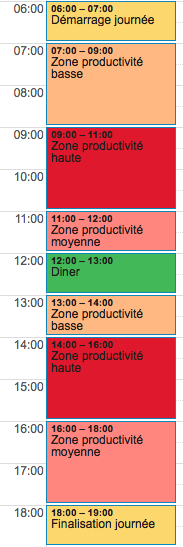 06:00
06:00 – 07:00
Démarrage journée
07:00
07:00 – 09:00
Zone productivité
basse
08:00
09:00
09:00 – 11:00
Zone productivité
haute
10:00
11:00
11:00 – 12:00
Zone productivité
moyenne
12:00
12:00 – 13:00
Diner
13:00
13:00 – 14:00
Zone productivité
basse
14:00
14:00 – 16:00
Zone productivité
haute
15:00
16:00
16:00 – 18:00
Zone productivité
moyenne
17:00
18:00
18:00 – 19:00
Finalisation journée